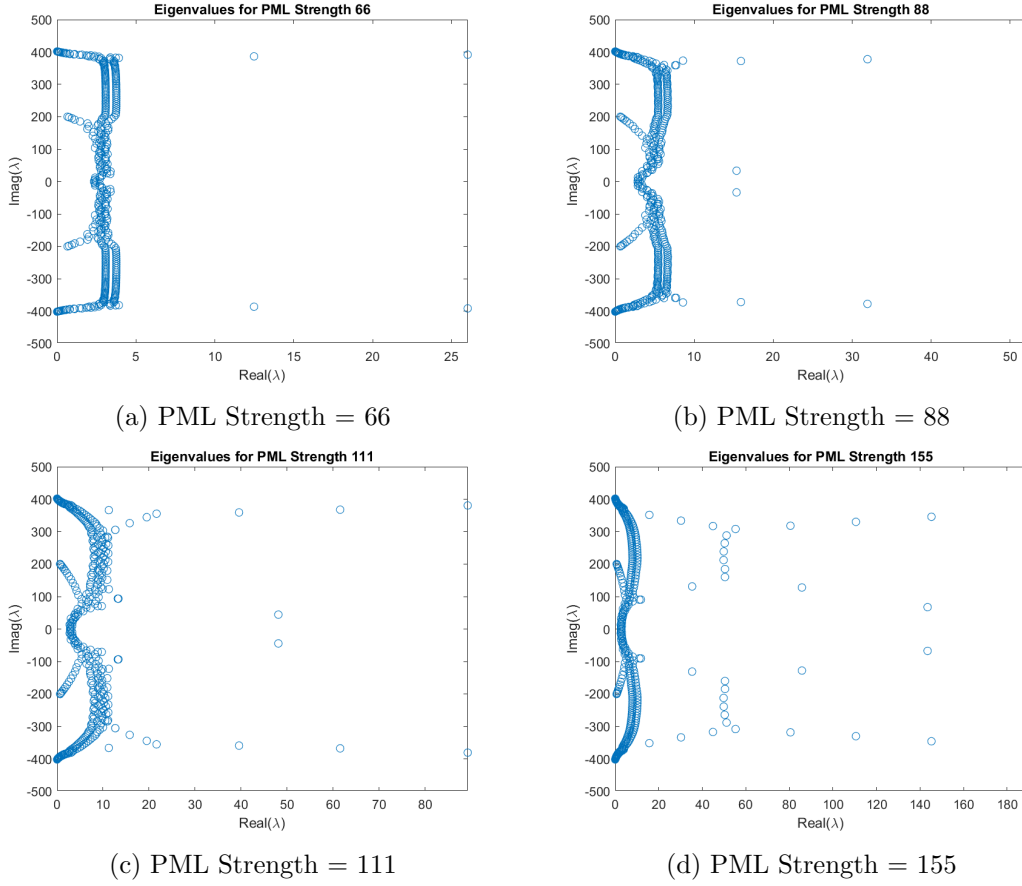 Eigenvalues for PML Strength 66
500
400
300
200
100
0
-100
-200
-300
-400
-500
Imag(λ)
0 5 10 15 20 25
Real(λ)
(a) PML Strength = 66
Eigenvalues for PML Strength 88
500
400
300
200
100
0
-100
-200
-300
-400
-500
Imag(λ)
0 10 20 30 40 50
Real(λ)
(b) PML Strength = 88
Eigenvalues for PML Strength 111
500
400
300
200
100
0
-100
-200
-300
-400
-500
Imag(λ)
0 10 20 30 40 50 60 70 80
Real(λ)
(c) PML Strength = 111
Eigenvalues for PML Strength 155
500
400
300
200
100
0
-100
-200
-300
-400
-500
Imag(λ)
0 20 40 60 80 100 120 140 160 180
Real(λ)
(d) PML Strength = 155